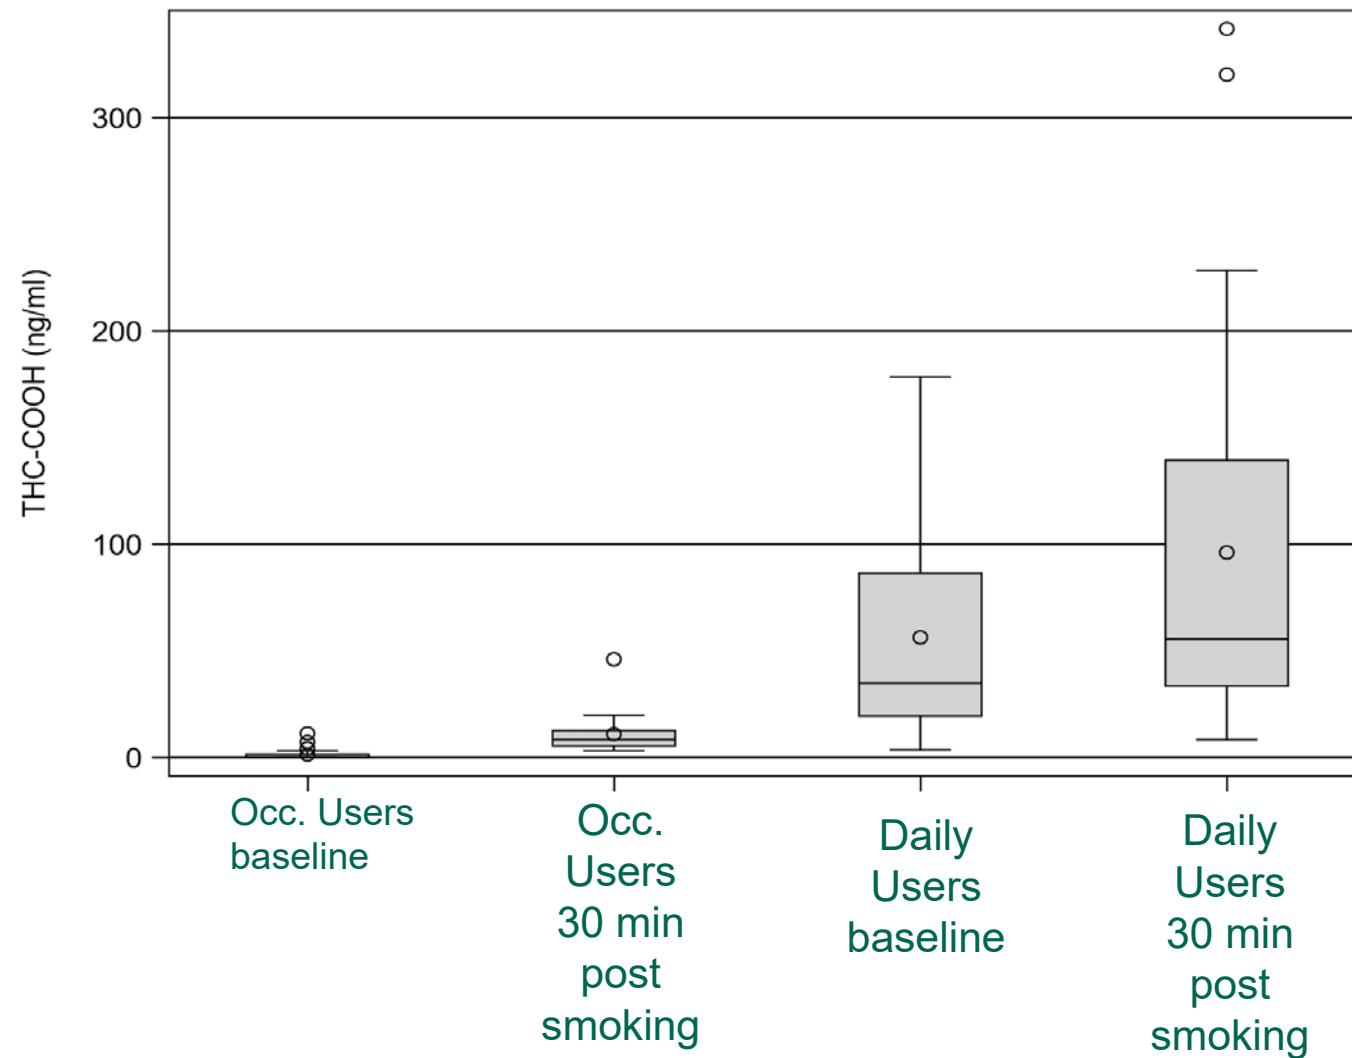 THC-COOH (ng/ml)
300
200
100
0
Occ. Users
baseline
Occ.
Users
30 min
post
smoking
Daily
Users
baseline
Daily
Users
30 min
post
smoking